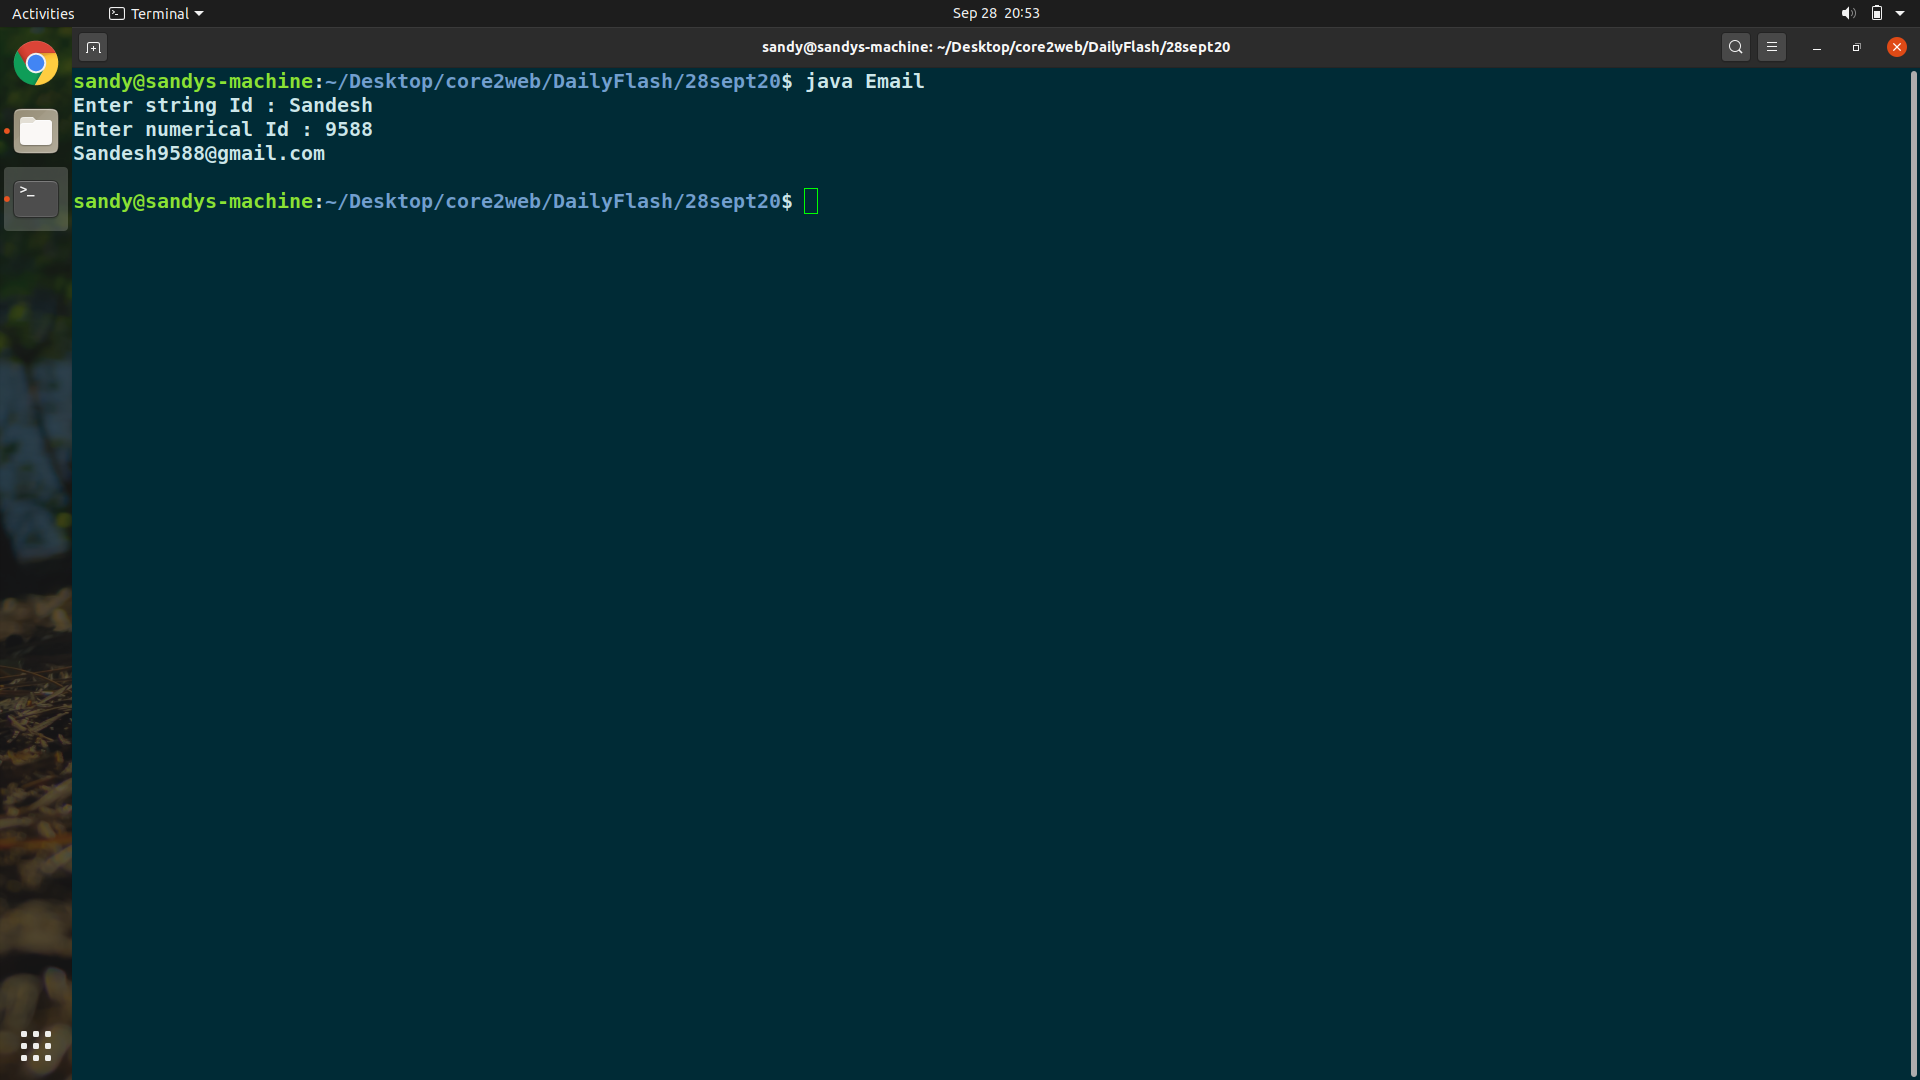 Activities Terminal Sep 28 20:53
sandy@sandys-machine: ~/Desktop/core2web/DailyFlash/28sept20
sandy@sandys-machine:~/Desktop/core2web/DailyFlash/28sept20$ java Email
Enter string Id : Sandesh
Enter numerical Id : 9588
Sandesh9588@gmail.com
sandy@sandys-machine:~/Desktop/core2web/DailyFlash/28sept20$